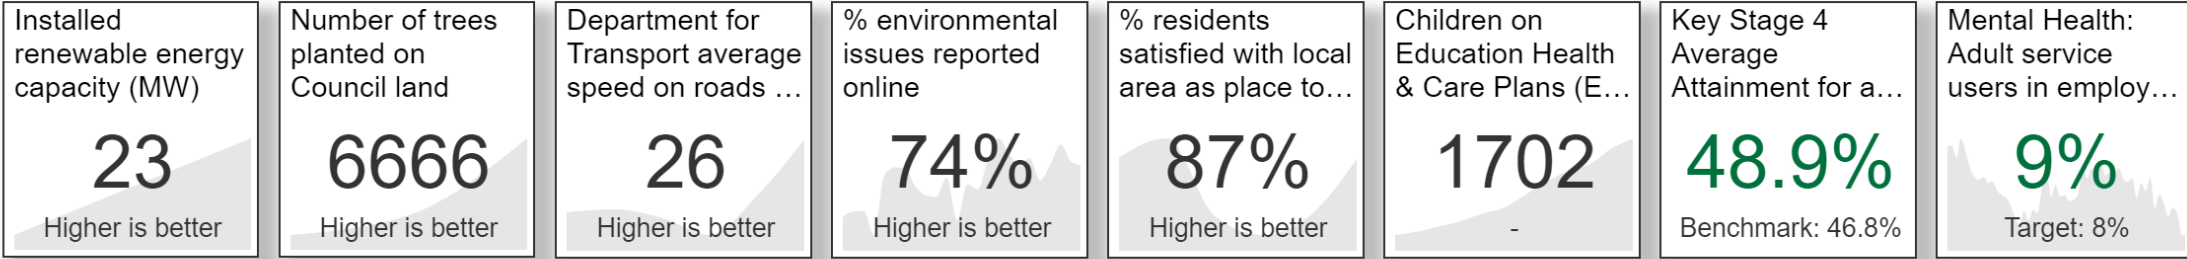 Installed
renewable energy
capacity (MW)
23
Higher is better
Number of trees
planted on
Council land
6666
Higher is better
Department for
Transport average
speed on roads ...
26
Higher is better
% environmental
issues reported
online
74%
Higher is better
% residents
satisfied with local
area as place to...
87%
Higher is better
Children on
Education Health
& Care Plans (E...
1702
-
Key Stage 4
Average
Attainment for a...
48.9%
Benchmark: 46.8%
Mental Health:
Adult service
users in employ...
9%
Target: 8%